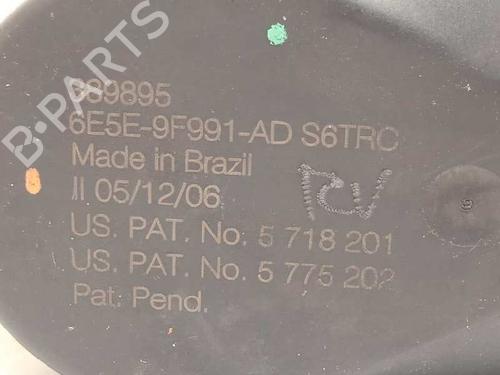 B-PARTS
689895
6E5E-9F991-AD S6TRC
Made in Brazil
II 05/12/06
US. PAT. No. 5 718 201
US. PAT. No. 5 775 202
Pat. Pend.